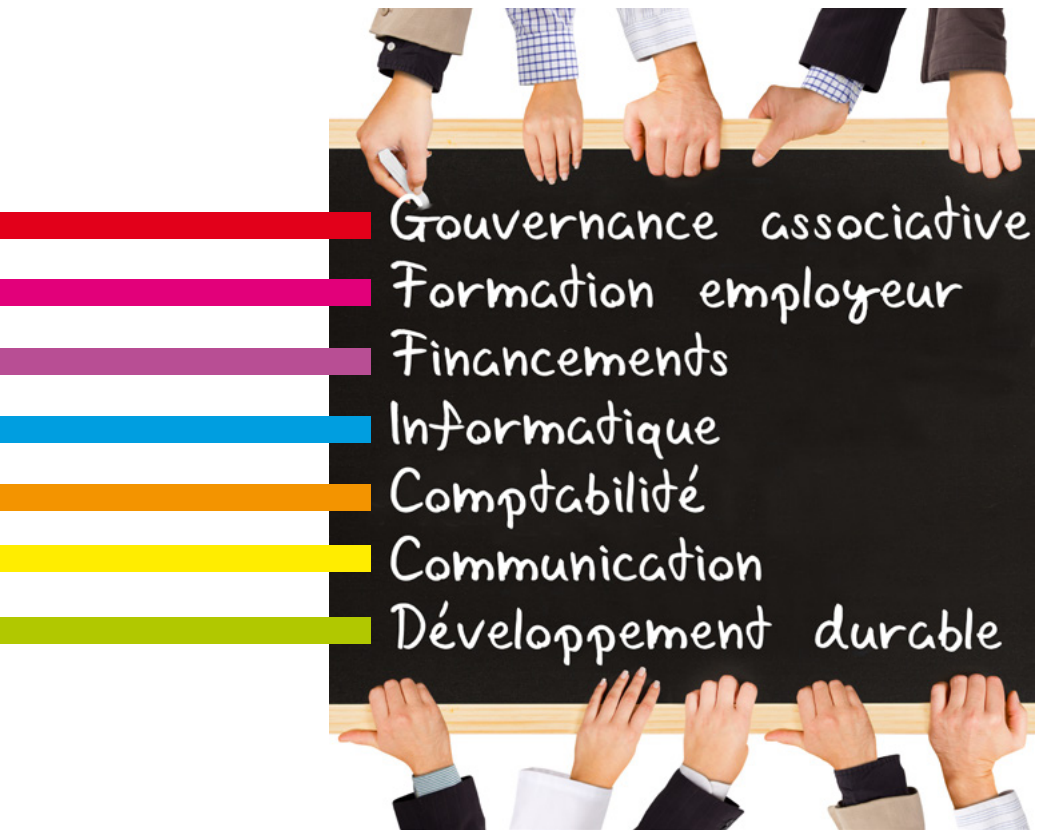 Gouvernance associative
Formation employeur
Financements
Informatique
Comptabilité
Communication
Développement durable